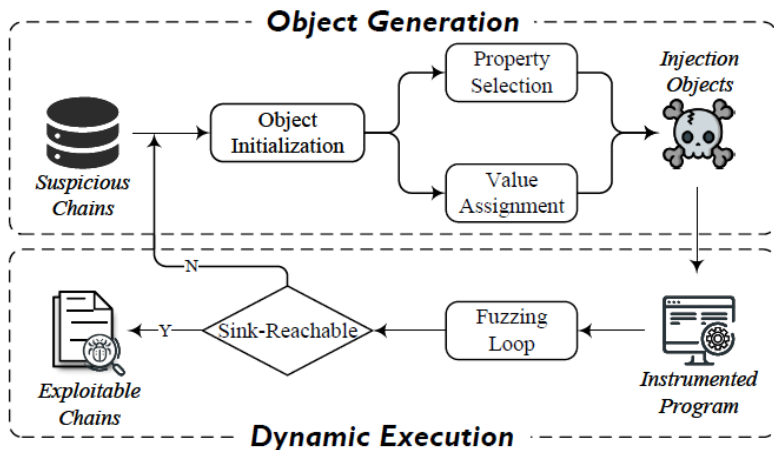 Object Generation
Suspicious
Chains
Object
Initialization
Property
Selection
Value
Assignment
Injection
Objects
Instrumented
Program
Fuzzing
Loop
Sink-Reachable
N
Y
Exploitable
Chains
Dynamic Execution